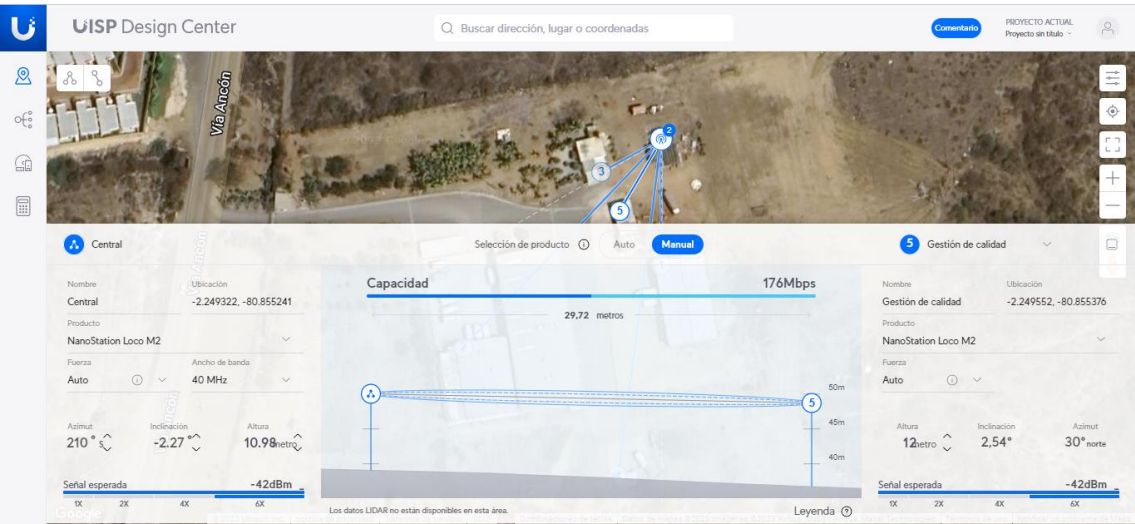 UISP Design Center
Buscar dirección, lugar o coordenadas
Comentario
PROYECTO ACTUAL
Proyecto sin título
Vía Ancón
2
3
5
Central
Selección de producto
Auto
Manual
5
Gestión de calidad
Nombre
Ubicación
Central
-2.249322, -80.855241
Producto
NanoStation Loco M2
Fuerza
Ancho de banda
Auto
40 MHz
Azimut
Inclinación
Altura
210 ° s
-2.27 °
10.98metro
Señal esperada
-42dBm
1X
2X
4X
6X
Google
Capacidad
176Mbps
29,72 metros
50m
45m
40m
5
Los datos LIDAR no están disponibles en esta área.
Leyenda
Nombre
Ubicación
Gestión de calidad
-2.249552, -80.855376
Producto
NanoStation Loco M2
Fuerza
Auto
Altura
Inclinación
Azimut
12metro
2,54°
30° norte
Señal esperada
-42dBm
1X
2X
4X
6X